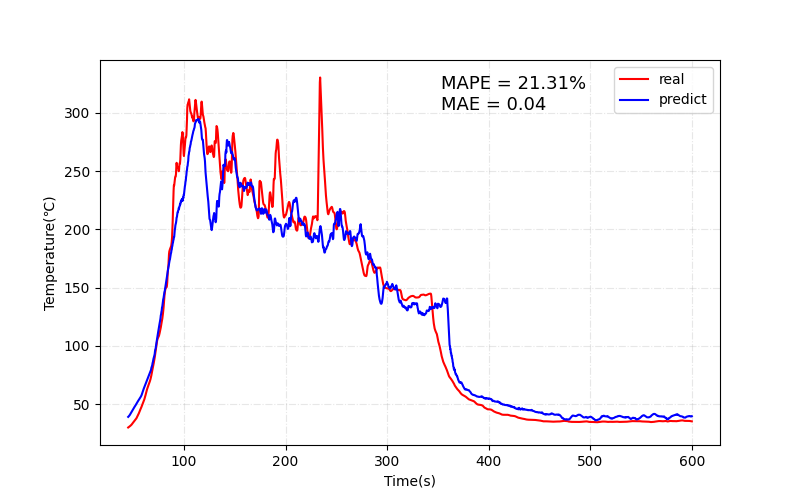 MAPE = 21.31%
MAE = 0.04
real
predict
Temperature(℃)
300
250
200
150
100
50
100 200 300 400 500 600
Time(s)